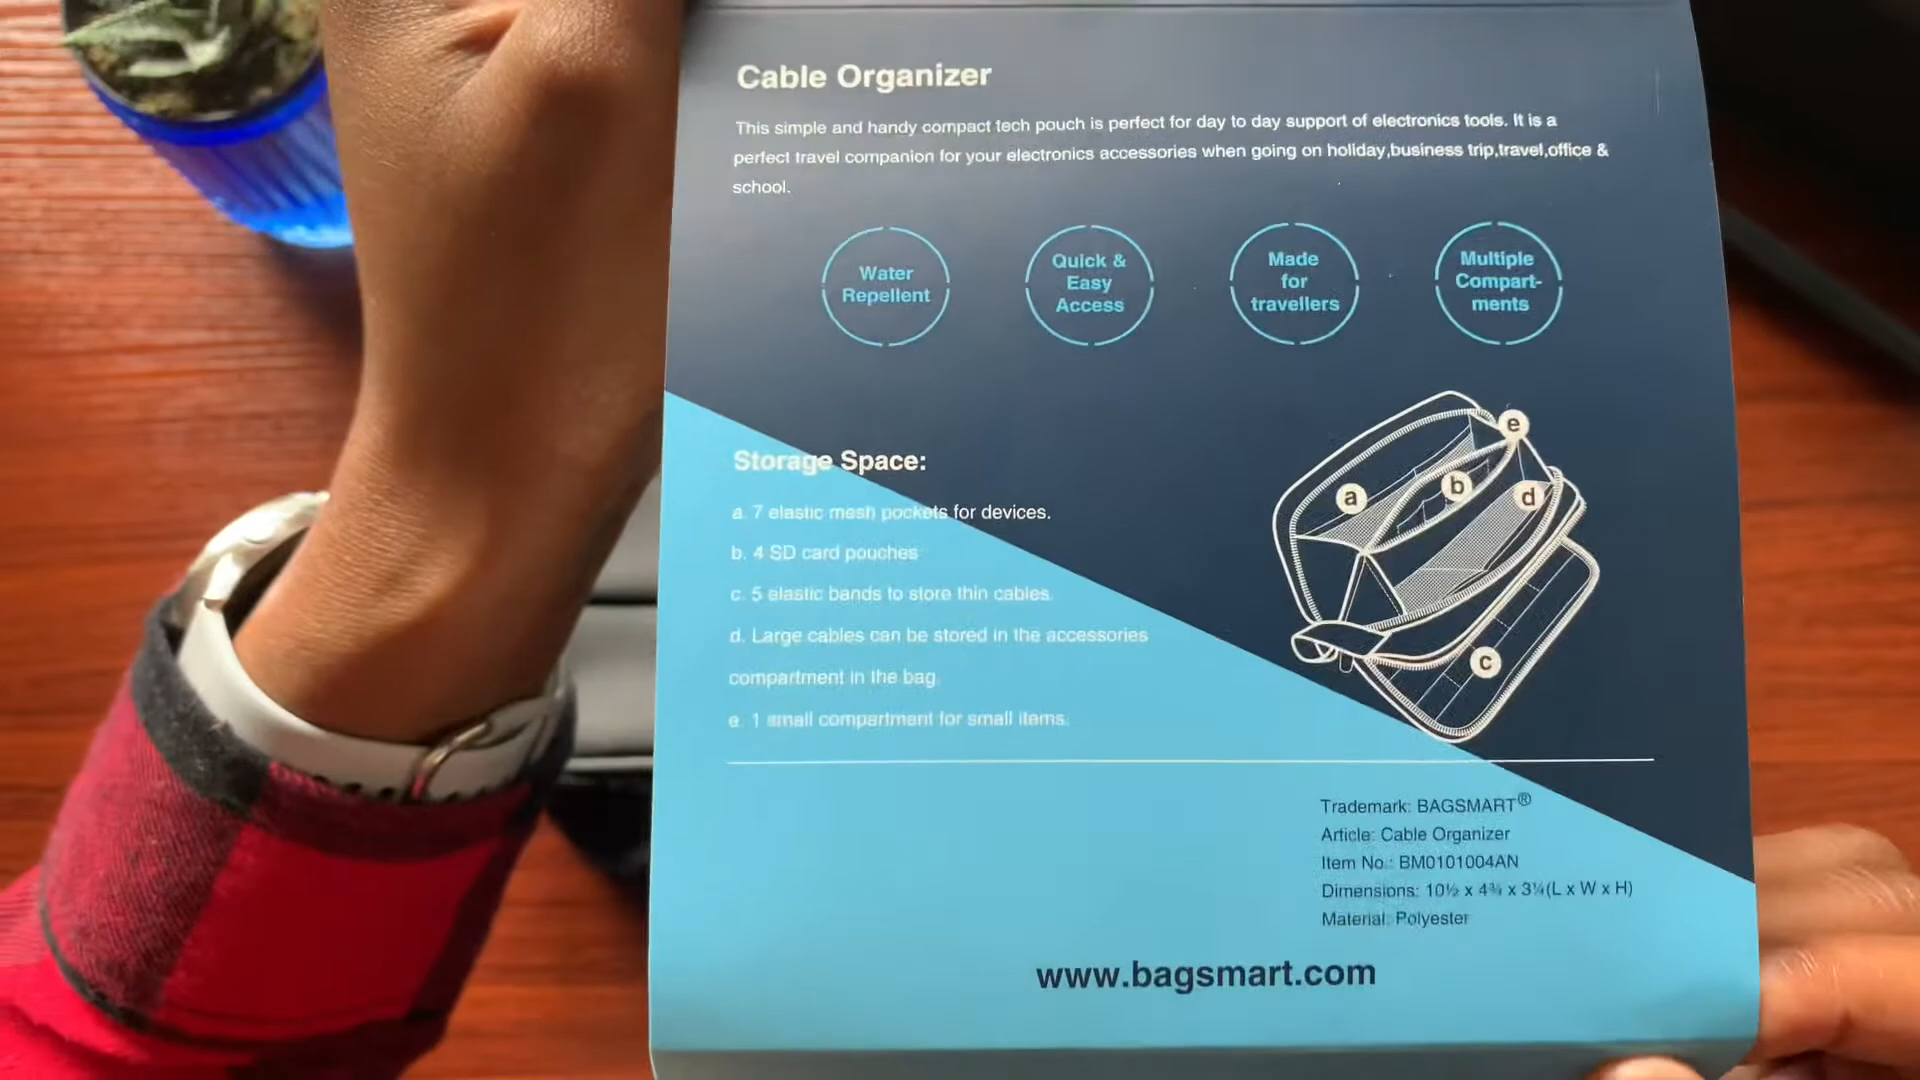 Cable Organizer
This simple and handy compact tech pouch is perfect for day to day support of electronics tools. It is a
perfect travel companion for your electronics accessories when going on holiday,business trip,travel,office &
school.
Water
Repellent
Quick &
Easy
Access
Made
for
travellers
Multiple
Compart-
ments
Storage Space:
a. 7 elastic mesh pockets for devices.
b. 4 SD card pouches
c. 5 elastic bands to store thin cables.
d. Large cables can be stored in the accessories
compartment in the bag.
e. 1 small compartment for small items.
e
a
b
d
c
Trademark: BAGSMART®
Article: Cable Organizer
Item No.: BM0101004AN
Dimensions: 10½ x 4¾ x 3¼(L x W x H)
Material: Polyester
www.bagsmart.com